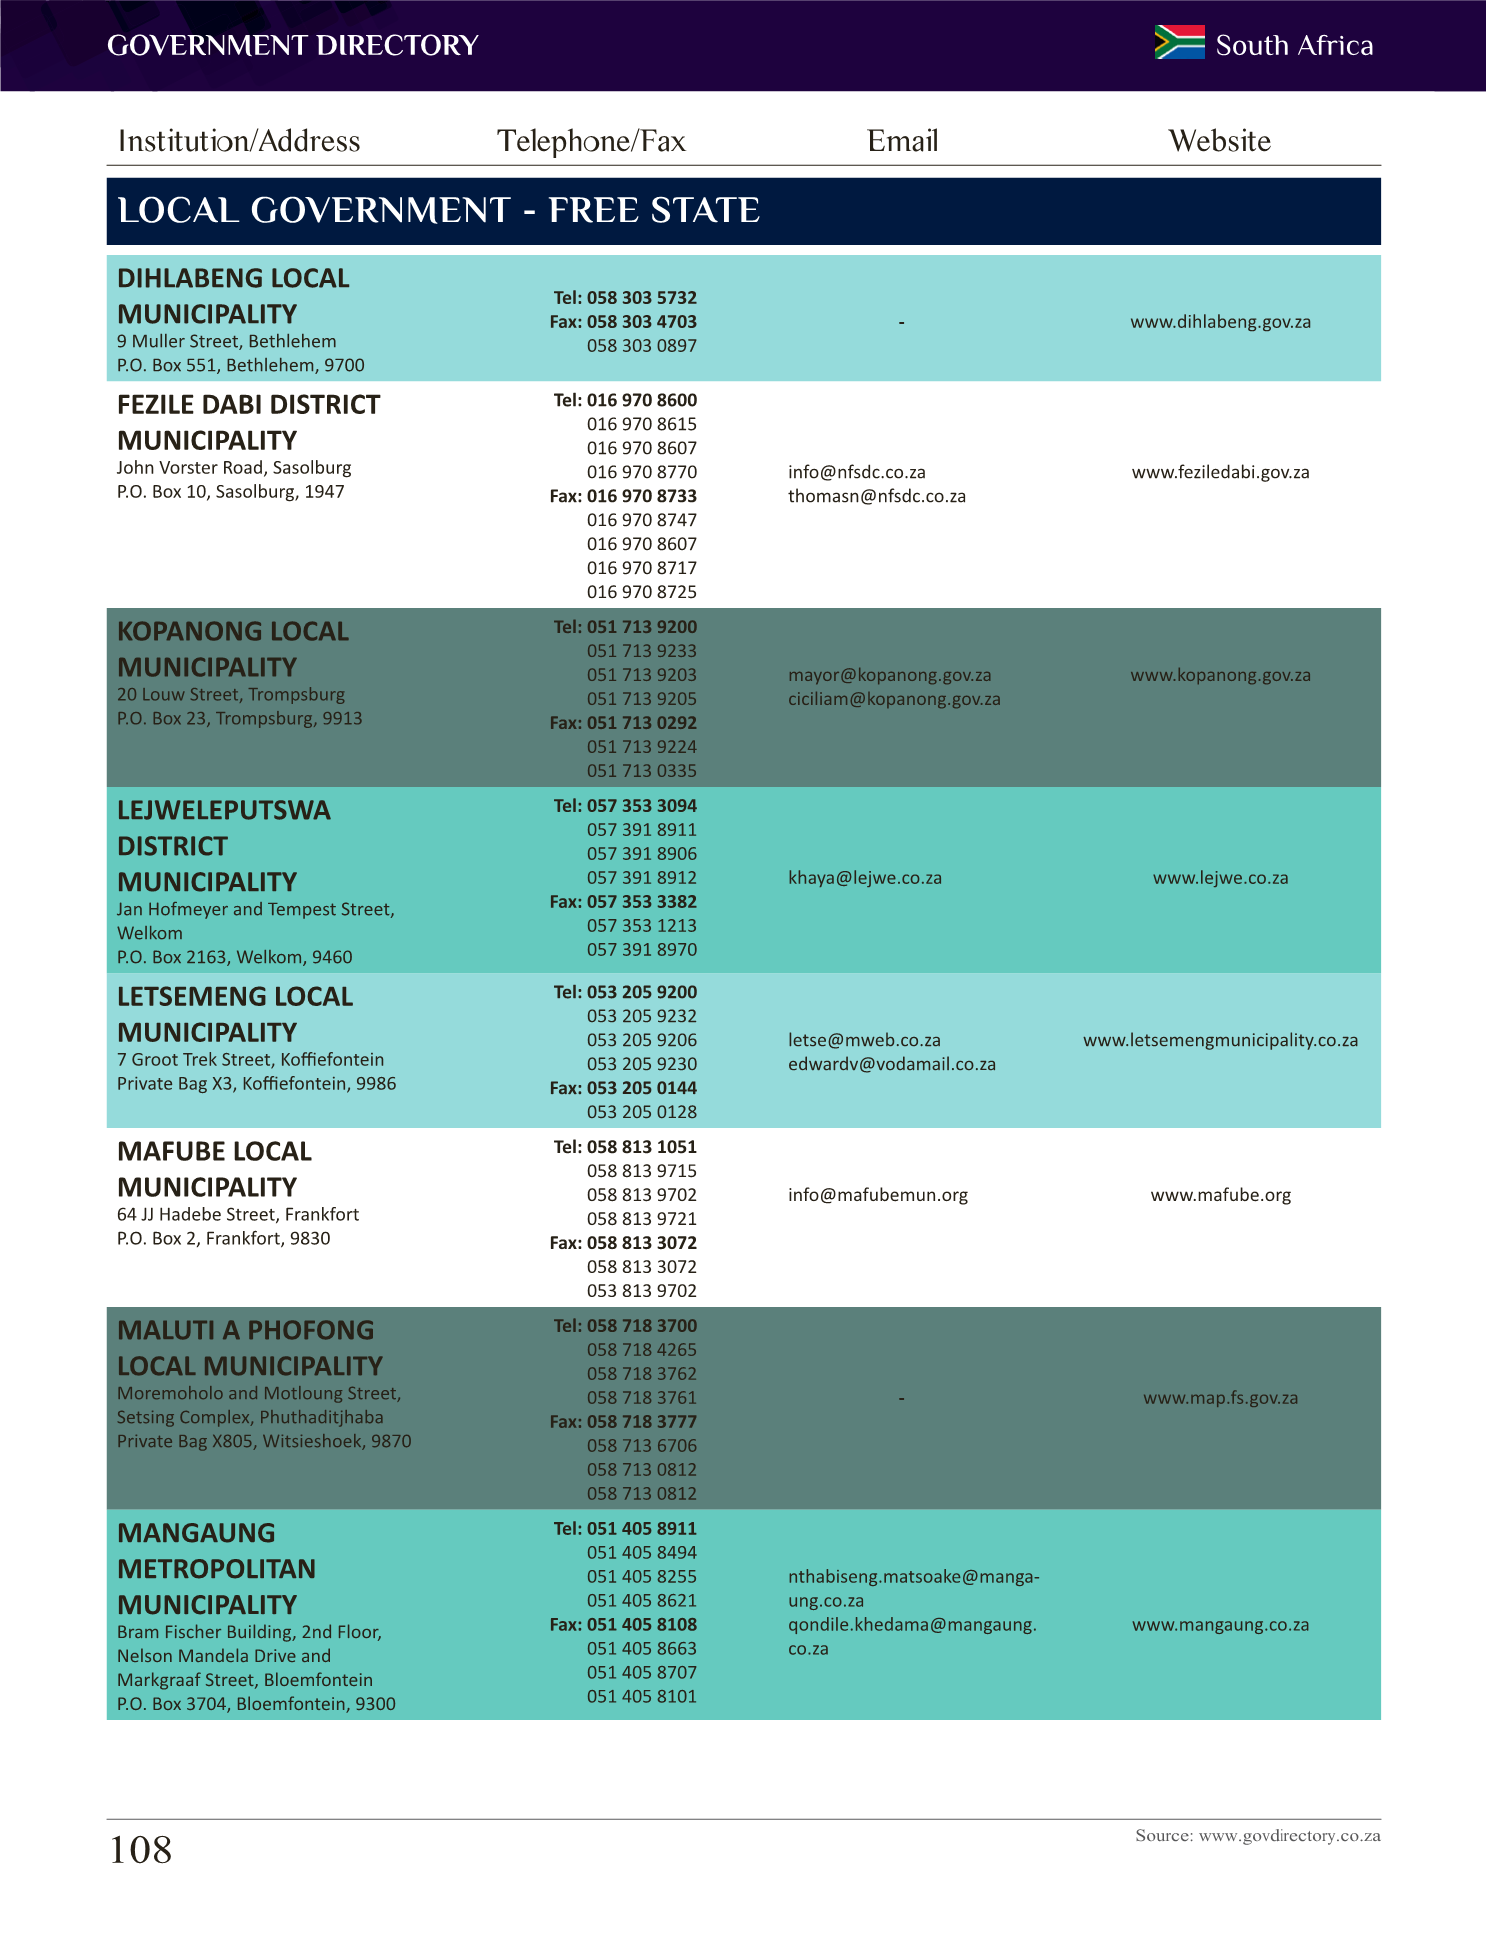 GOVERNMENT DIRECTORY
South Africa
Institution/Address
Telephone/Fax
Email
Website
LOCAL GOVERNMENT - FREE STATE
DIHLABENG LOCAL
MUNICIPALITY
9 Muller Street, Bethlehem
P.O. Box 551, Bethlehem, 9700
Tel: 058 303 5732
Fax: 058 303 4703
058 303 0897
-
www.dihlabeng.gov.za
FEZILE DABI DISTRICT
MUNICIPALITY
John Vorster Road, Sasolburg
P.O. Box 10, Sasolburg, 1947
Tel: 016 970 8600
016 970 8615
016 970 8607
016 970 8770
Fax: 016 970 8733
016 970 8747
016 970 8607
016 970 8717
016 970 8725
info@nfsdc.co.za
thomasn@nfsdc.co.za
www.feziledabi.gov.za
KOPANONG LOCAL
MUNICIPALITY
20 Louw Street, Trompsburg
P.O. Box 23, Trompsburg, 9913
Tel: 051 713 9200
051 713 9233
051 713 9203
051 713 9205
Fax: 051 713 0292
051 713 9224
051 713 0335
mayor@kopanong.gov.za
ciciliam@kopanong.gov.za
www.kopanong.gov.za
LEJWELEPUTSWA
DISTRICT
MUNICIPALITY
Jan Hofmeyer and Tempest Street,
Welkom
P.O. Box 2163, Welkom, 9460
Tel: 057 353 3094
057 391 8911
057 391 8906
057 391 8912
Fax: 057 353 3382
057 353 1213
057 391 8970
khaya@lejwe.co.za
www.lejwe.co.za
LETSEMENG LOCAL
MUNICIPALITY
7 Groot Trek Street, Koffiefontein
Private Bag X3, Koffiefontein, 9986
Tel: 053 205 9200
053 205 9232
053 205 9206
053 205 9230
Fax: 053 205 0144
053 205 0128
letse@mweb.co.za
edwardv@vodamail.co.za
www.letsemengmunicipality.co.za
MAFUBE LOCAL
MUNICIPALITY
64 JJ Hadebe Street, Frankfort
P.O. Box 2, Frankfort, 9830
Tel: 058 813 1051
058 813 9715
058 813 9702
058 813 9721
Fax: 058 813 3072
058 813 3072
053 813 9702
info@mafubemun.org
www.mafube.org
MALUTI A PHOFONG
LOCAL MUNICIPALITY
Moremoholo and Motloung Street,
Setsing Complex, Phuthaditjhaba
Private Bag X805, Witsieshoek, 9870
Tel: 058 718 3700
058 718 4265
058 718 3762
058 718 3761
Fax: 058 718 3777
058 713 6706
058 713 0812
058 713 0812
-
www.map.fs.gov.za
MANGAUNG
METROPOLITAN
MUNICIPALITY
Bram Fischer Building, 2nd Floor,
Nelson Mandela Drive and
Markgraaf Street, Bloemfontein
P.O. Box 3704, Bloemfontein, 9300
Tel: 051 405 8911
051 405 8494
051 405 8255
051 405 8621
Fax: 051 405 8108
051 405 8663
051 405 8707
051 405 8101
nthabiseng.matsoake@manga-
ung.co.za
qondile.khedama@mangaung.
co.za
www.mangaung.co.za
108
Source: www.govdirectory.co.za